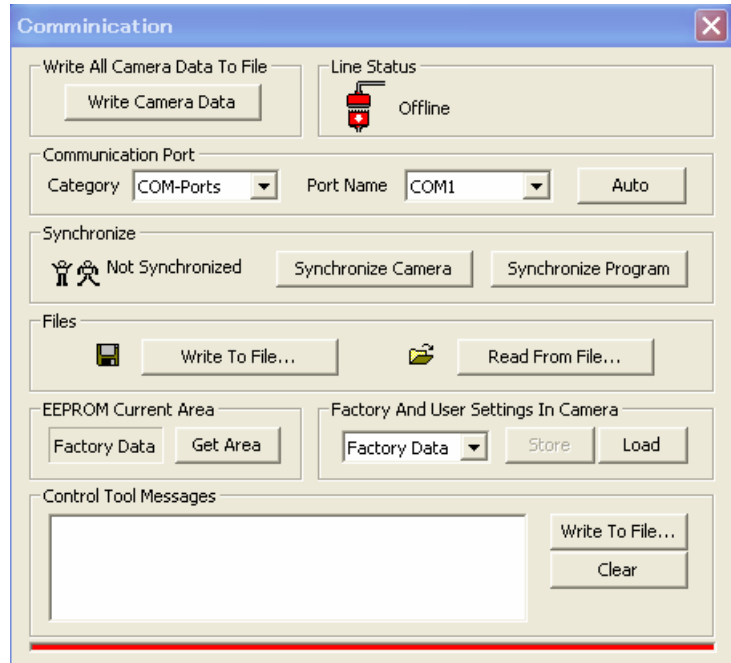 Comminication
Write All Camera Data To File
Write Camera Data
Line Status
Offline
Communication Port
Category COM-Ports Port Name COM1 Auto
Synchronize
Not Synchronized Synchronize Camera Synchronize Program
Files
Write To File... Read From File...
EEPROM Current Area
Factory Data Get Area
Factory And User Settings In Camera
Factory Data Store Load
Control Tool Messages
Write To File...
Clear